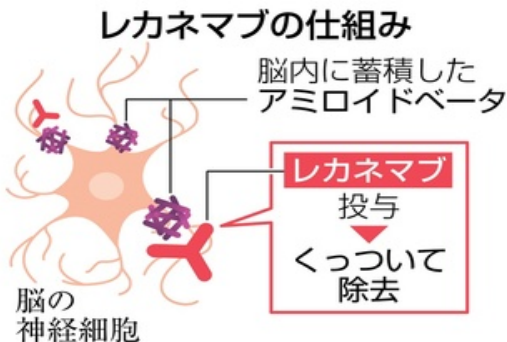 レカネマブの仕組み
脳内に蓄積した
アミロイドベータ
レカネマブ
投与
くっついて
除去
脳の
神経細胞